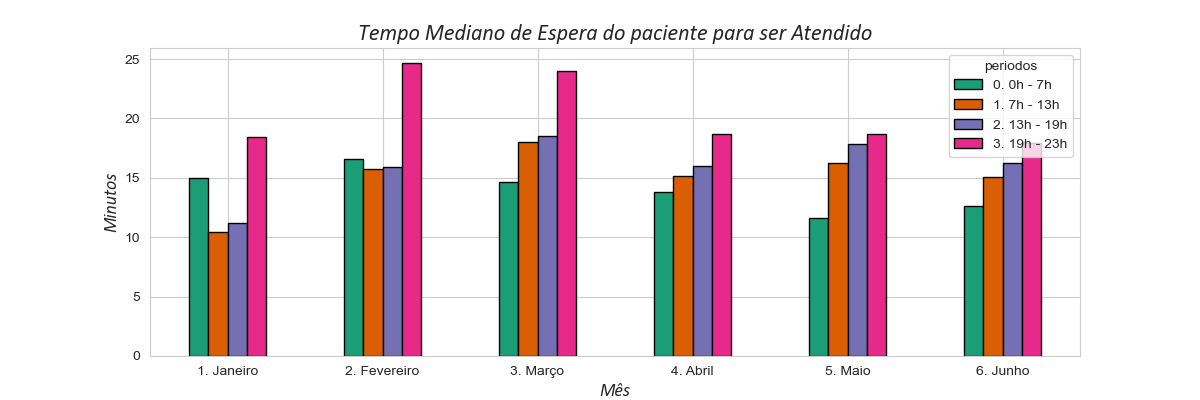 Tempo Mediano de Espera do paciente para ser Atendido
Minutos
25
20
15
10
5
0
periodos
0. 0h - 7h
1. 7h - 13h
2. 13h - 19h
3. 19h - 23h
1. Janeiro
2. Fevereiro
3. Março
4. Abril
5. Maio
6. Junho
Mês